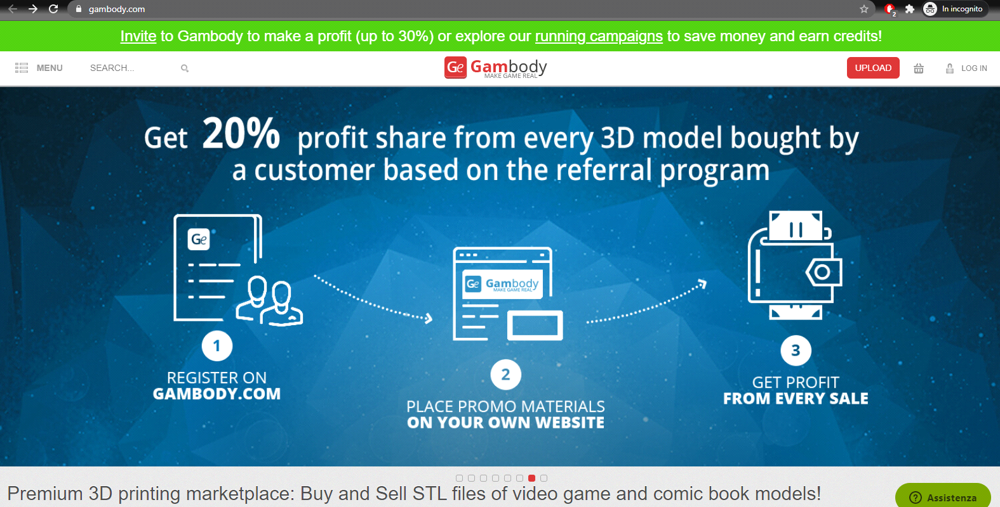 gambody.com
2
In incognito
Invite to Gambody to make a profit (up to 30%) or explore our running campaigns to save money and earn credits!
MENU
SEARCH...
Ge Gambody
MAKE GAME REAL
UPLOAD
LOG IN
Get 20% profit share from every 3D model bought by
a customer based on the referral program
Ge
Ge Gambody
MAKE GAME REAL
1
REGISTER ON
GAMBODY.COM
2
PLACE PROMO MATERIALS
ON YOUR OWN WEBSITE
3
GET PROFIT
FROM EVERY SALE
Premium 3D printing marketplace: Buy and Sell STL files of video game and comic book models!
? Assistenza